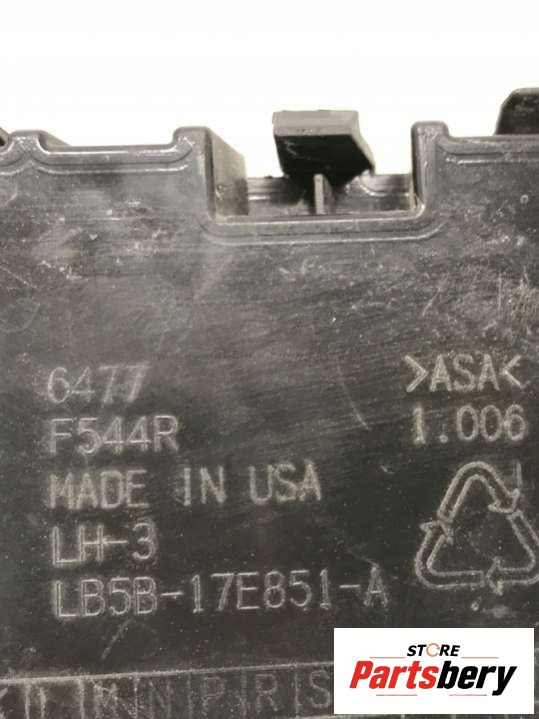 6477
>ASA<
F544R
1.006
MADE IN USA
LH-3
LB5B-17E851-A
M N P R S
STORE
Partsbery